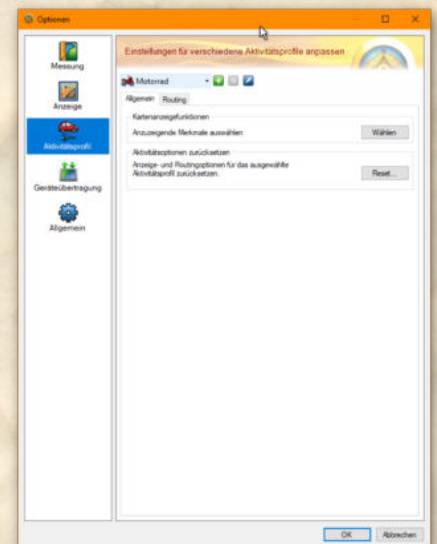 Optionen
Messung
Anzeige
Aktivitätsprofil
Geräteübertragung
Allgemein
Einstellungen für verschiedene Aktivitätsprofile anpassen
Motorrad
Allgemein Routing
Kartenanzeigefunktionen
Anzuzeigende Merkmale auswählen
Wählen
Aktivitätsoptionen zurücksetzen
Anzeige- und Routingoptionen für das ausgewählte
Aktivitätsprofil zurücksetzen.
Reset...
OK Abbrechen